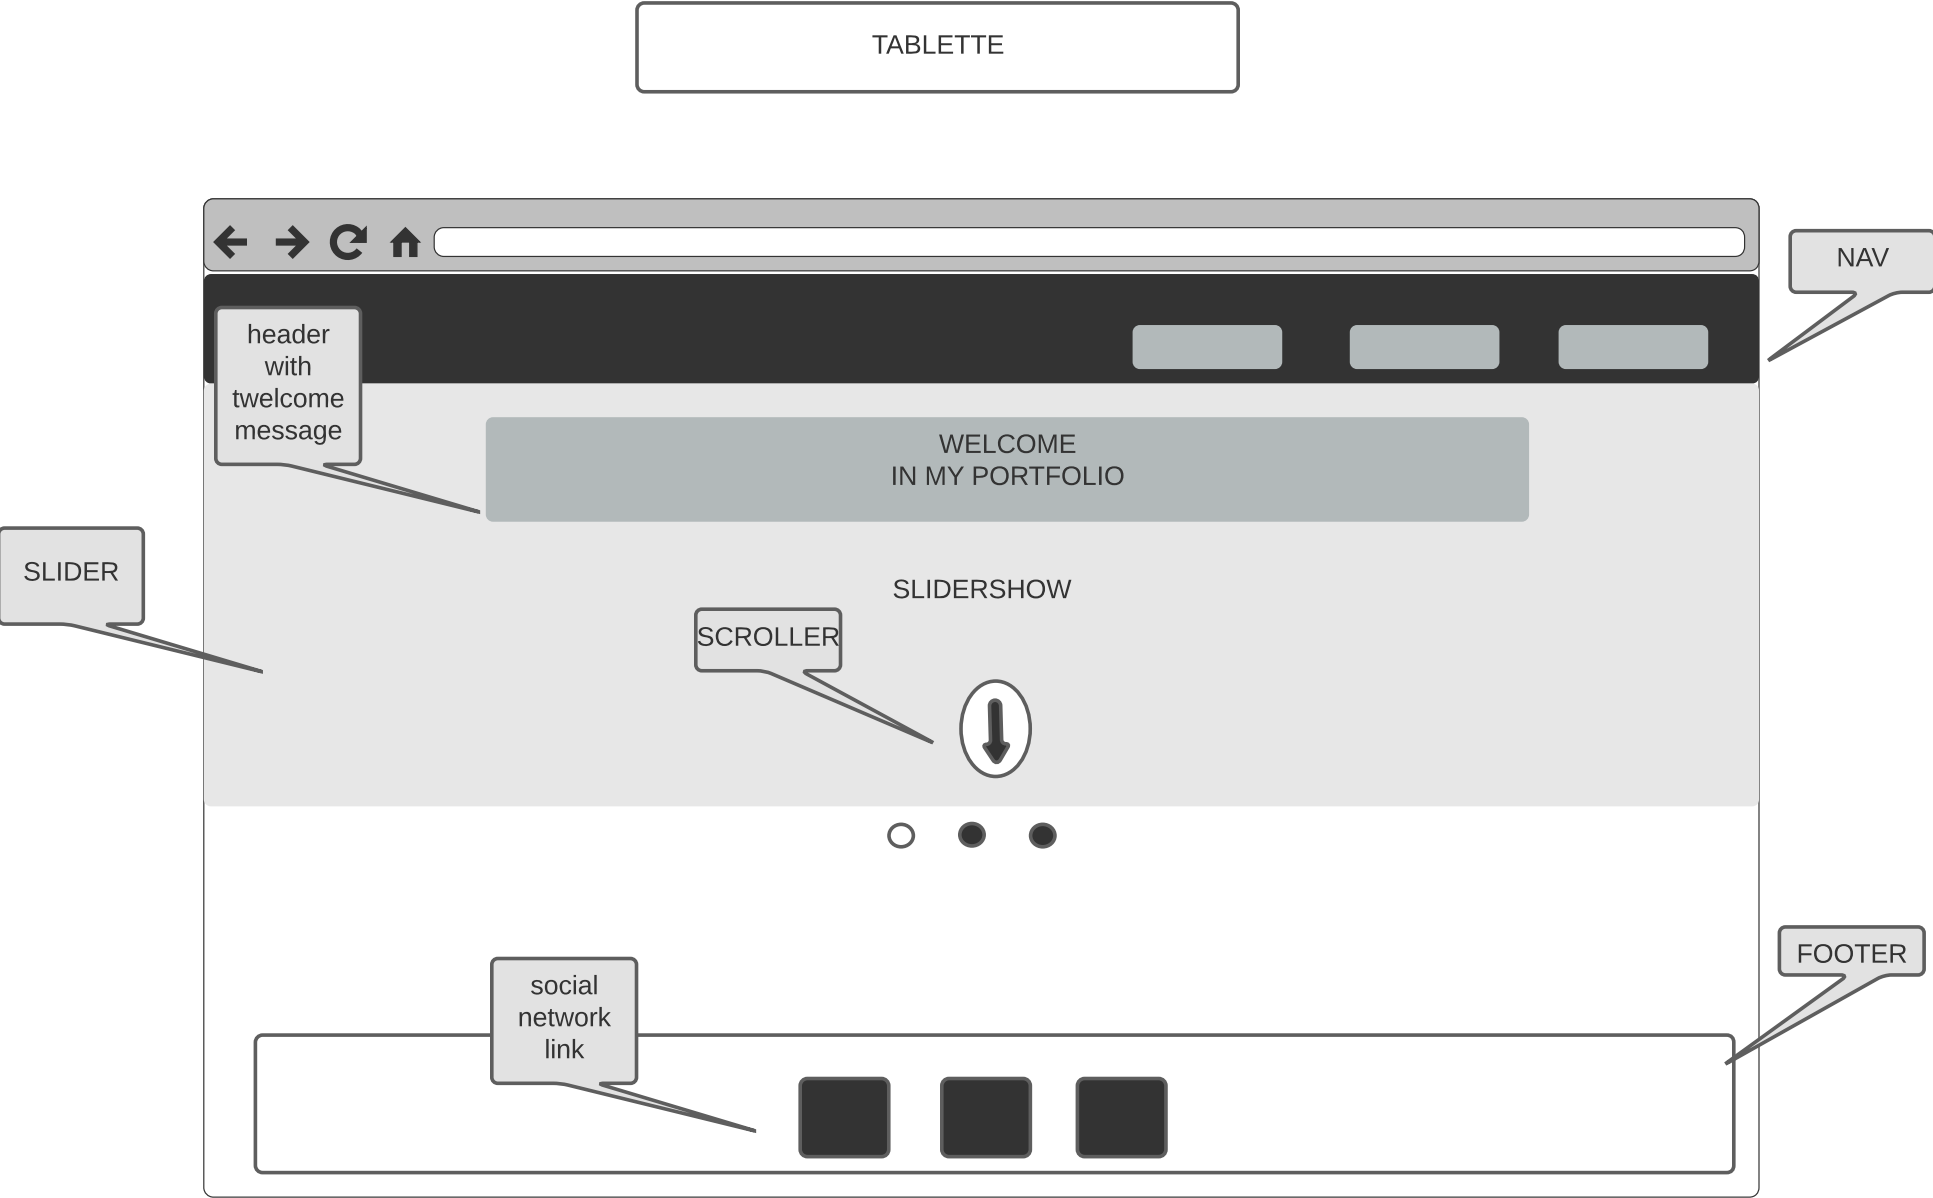 TABLETTE
NAV
header
with
twelcome
message
WELCOME
IN MY PORTFOLIO
SLIDER
SLIDERSHOW
SCROLLER
FOOTER
social
network
link